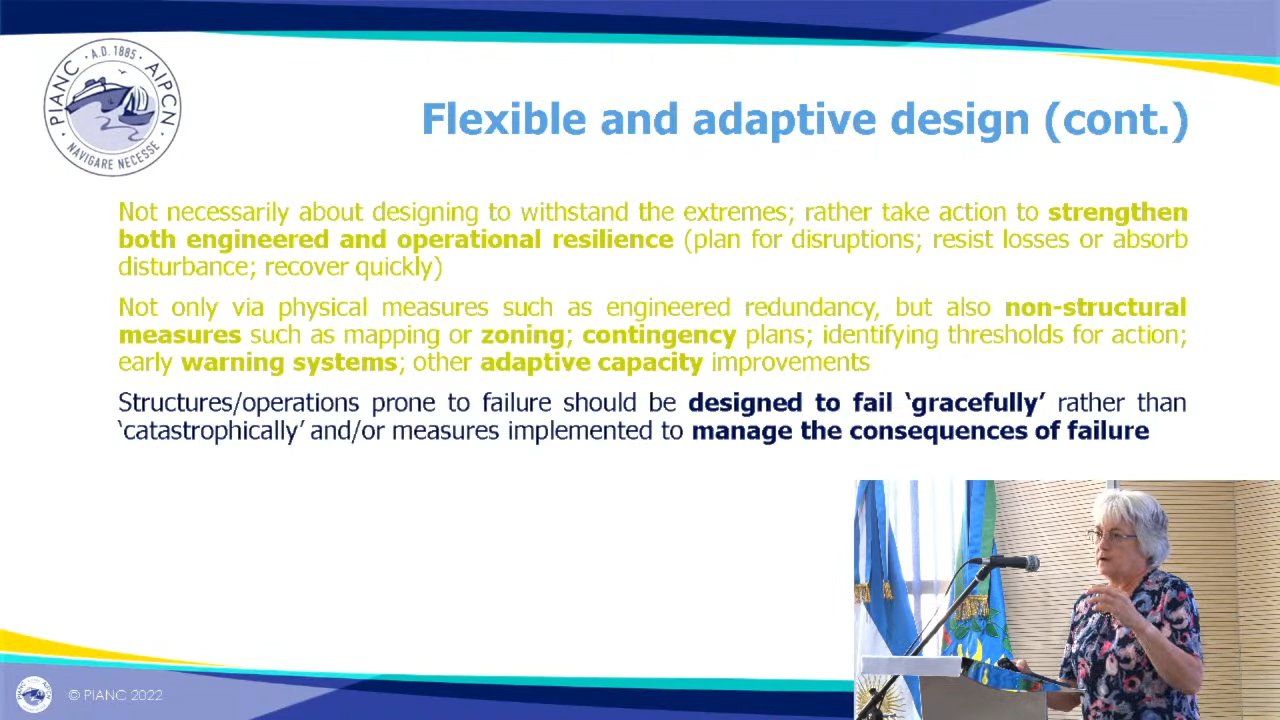 PIANC · A.D. 1885 · AIPCN
NAVIGARE NECESSE
Flexible and adaptive design (cont.)
Not necessarily about designing to withstand the extremes; rather take action to strengthen
both engineered and operational resilience (plan for disruptions; resist losses or absorb
disturbance; recover quickly)
Not only via physical measures such as engineered redundancy, but also non-structural
measures such as mapping or zoning; contingency plans; identifying thresholds for action;
early warning systems; other adaptive capacity improvements
Structures/operations prone to failure should be designed to fail ‘gracefully’ rather than
‘catastrophically’ and/or measures implemented to manage the consequences of failure
© PIANC 2022